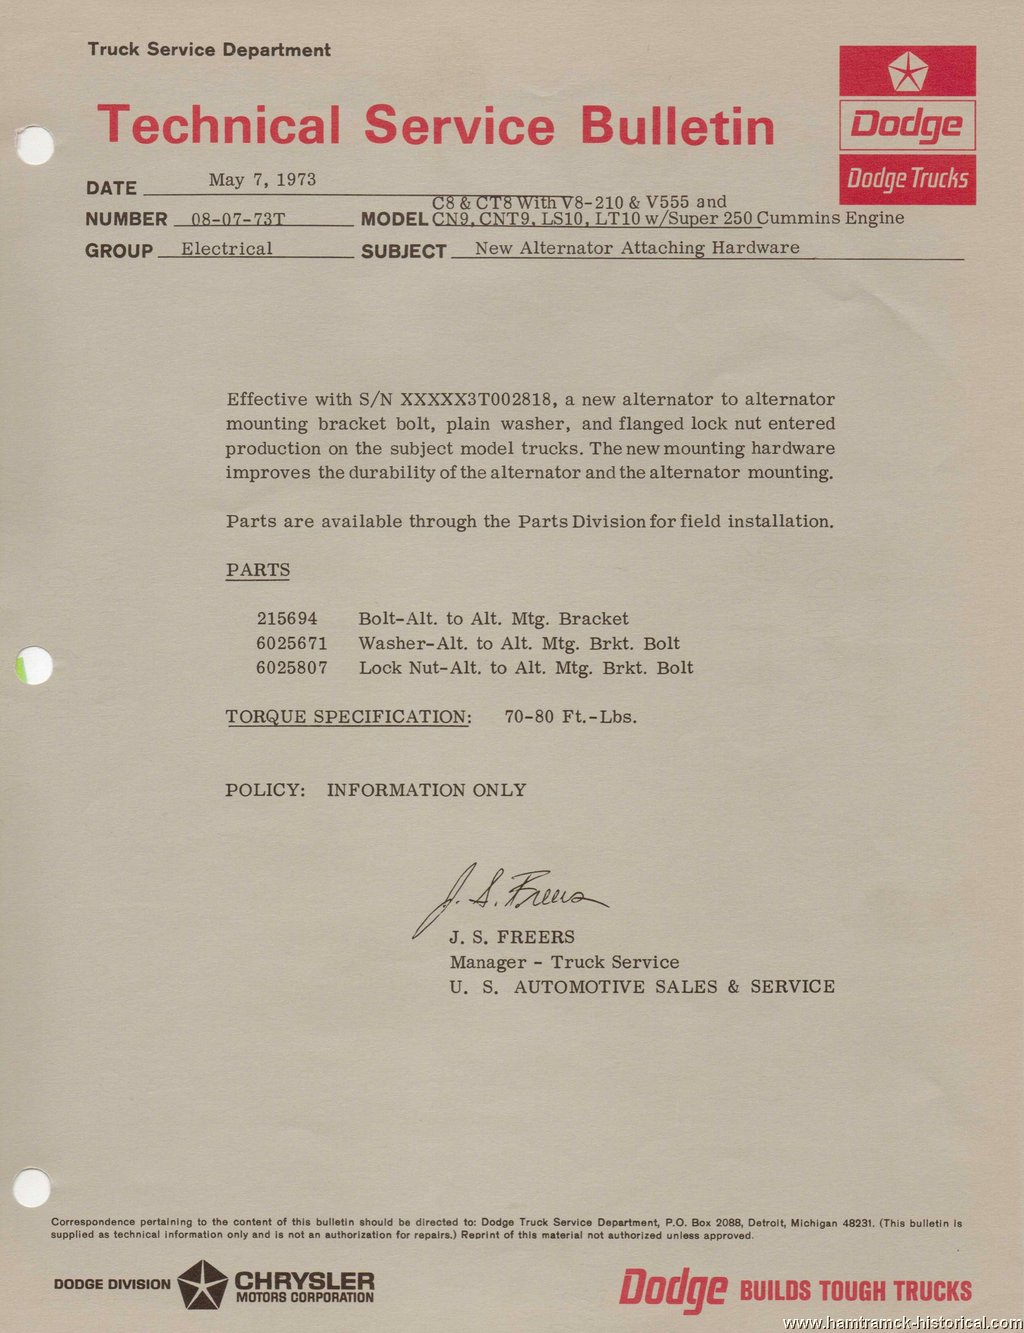 Truck Service Department
Technical Service Bulletin
Dodge
Dodge Trucks
DATE May 7, 1973
C8 & CT8 With V8-210 & V555 and
NUMBER 08-07-73T MODEL CN9, CNT9, LS10, LT10 w/Super 250 Cummins Engine
GROUP Electrical SUBJECT New Alternator Attaching Hardware
Effective with S/N XXXXX3T002818, a new alternator to alternator
mounting bracket bolt, plain washer, and flanged lock nut entered
production on the subject model trucks. The new mounting hardware
improves the durability of the alternator and the alternator mounting.
Parts are available through the Parts Division for field installation.
PARTS
215694 Bolt-Alt. to Alt. Mtg. Bracket
6025671 Washer-Alt. to Alt. Mtg. Brkt. Bolt
6025807 Lock Nut-Alt. to Alt. Mtg. Brkt. Bolt
TORQUE SPECIFICATION: 70-80 Ft.-Lbs.
POLICY: INFORMATION ONLY
J. S. Freers
J. S. FREERS
Manager - Truck Service
U. S. AUTOMOTIVE SALES & SERVICE
Correspondence pertaining to the content of this bulletin should be directed to: Dodge Truck Service Department, P.O. Box 2088, Detroit, Michigan 48231. (This bulletin is
supplied as technical information only and is not an authorization for repairs.) Reprint of this material not authorized unless approved.
DODGE DIVISION CHRYSLER
MOTORS CORPORATION
Dodge BUILDS TOUGH TRUCKS
www.hamtramck-historical.com